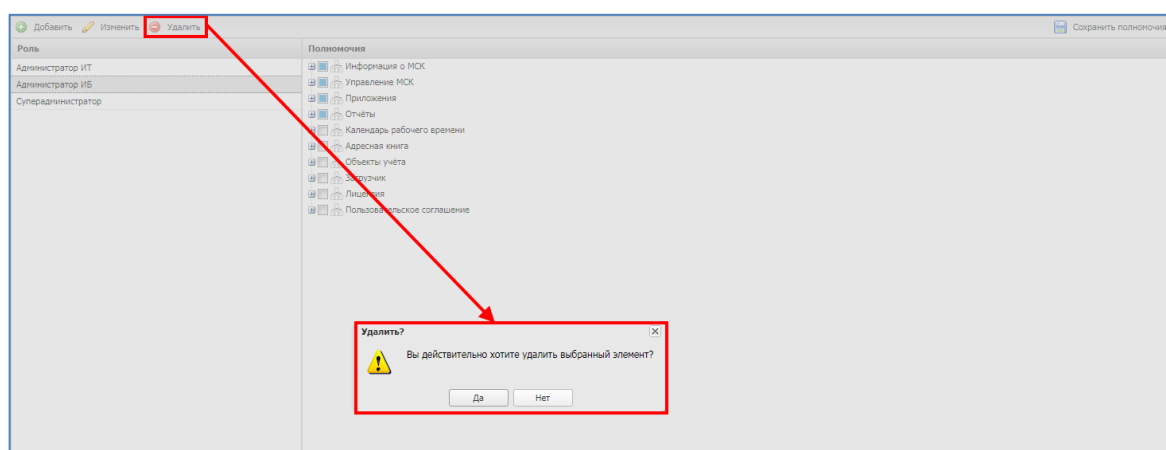 Добавить Изменить Удалить Сохранить полномочия
Роль Полномочия
Администратор ИТ
Администратор ИБ
Суперадминистратор
Информация о МСК
Управление МСК
Приложения
Отчёты
Календарь рабочего времени
Адресная книга
Объекты учёта
Загрузчик
Лицензия
Пользовательское соглашение
Удалить?
Вы действительно хотите удалить выбранный элемент?
Да Нет